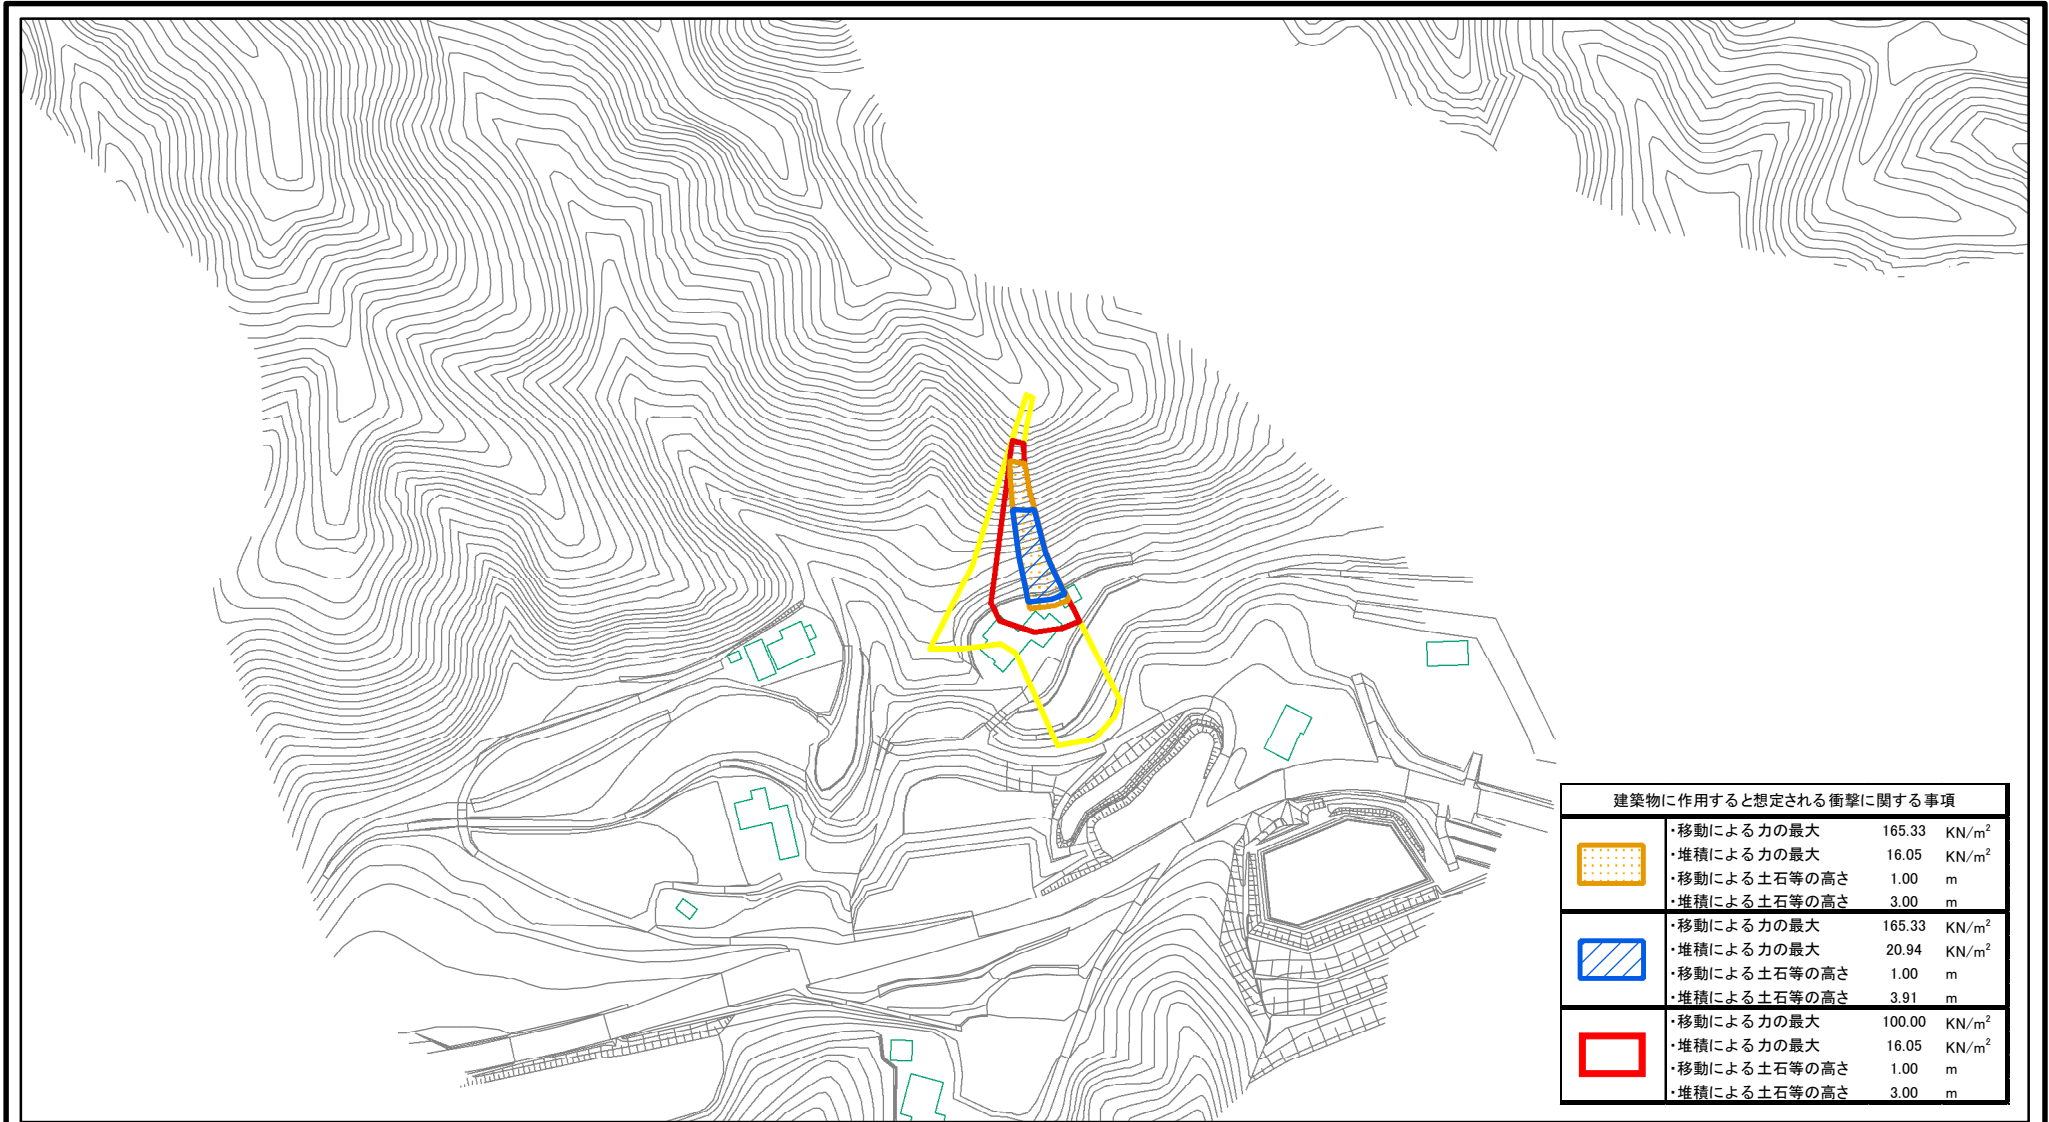 建築物に作用すると想定される衝撃に関する事項
・移動による力の最大 165.33 KN/m²
・堆積による力の最大 16.05 KN/m²
・移動による土石等の高さ 1.00 m
・堆積による土石等の高さ 3.00 m
・移動による力の最大 165.33 KN/m²
・堆積による力の最大 20.94 KN/m²
・移動による土石等の高さ 1.00 m
・堆積による土石等の高さ 3.91 m
・移動による力の最大 100.00 KN/m²
・堆積による力の最大 16.05 KN/m²
・移動による土石等の高さ 1.00 m
・堆積による土石等の高さ 3.00 m